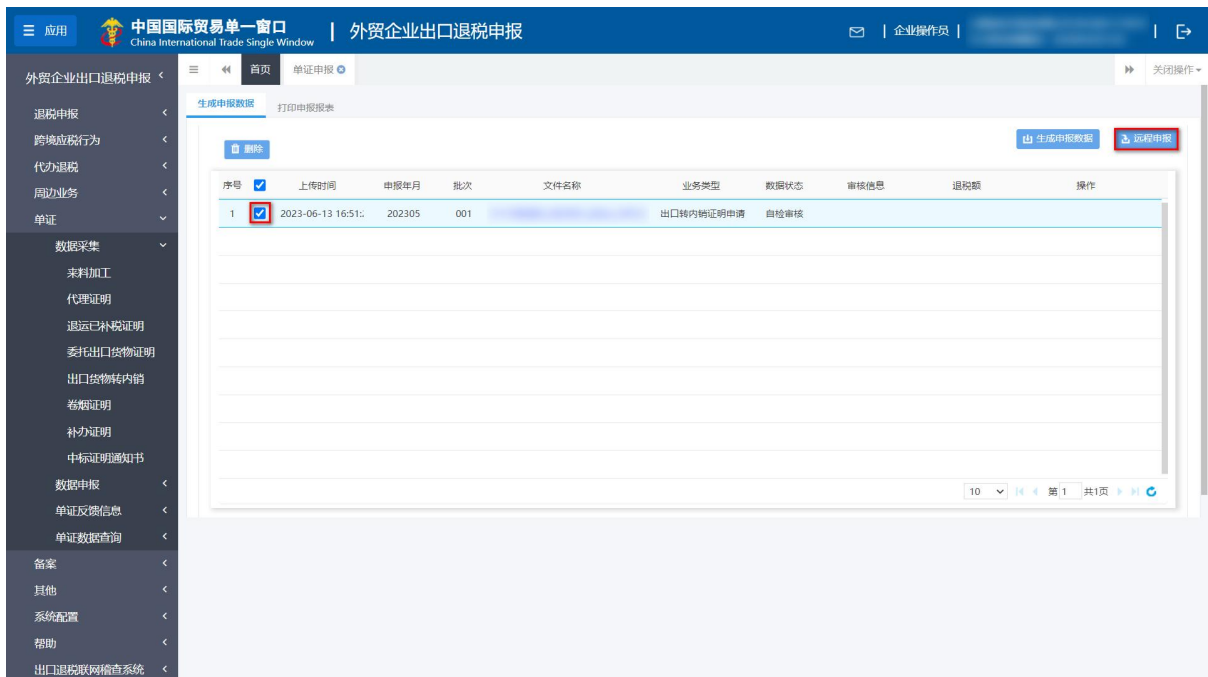 应用
中国国际贸易单一窗口
China International Trade Single Window
外贸企业出口退税申报
企业操作员
外贸企业出口退税申报
首页
单证申报
关闭操作
退税申报
跨境应税行为
代办退税
周边业务
单证
数据采集
来料加工
代理证明
退运已补税证明
委托出口货物证明
出口货物转内销
卷烟证明
补办证明
中标证明通知书
数据申报
单证反馈信息
单证数据查询
备案
其他
系统配置
帮助
出口退税联网稽查系统
生成申报数据 打印申报报表
删除 生成申报数据 远程申报
序号 上传时间 申报年月 批次 文件名称 业务类型 数据状态 审核信息 退税额 操作
1 2023-06-13 16:51:. 202305 001 出口转内销证明申请 自检审核
10 第 1 共1页